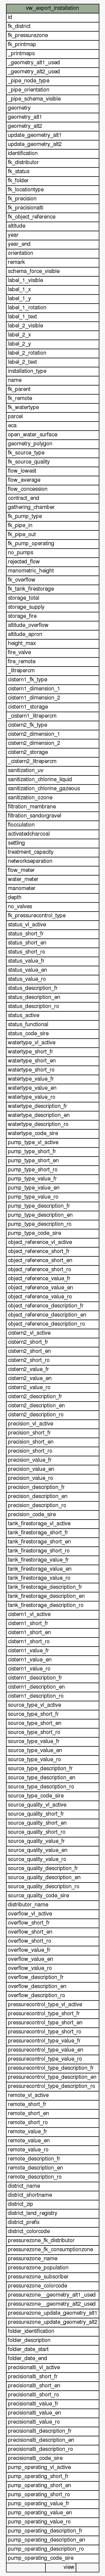 vw_export_installation
id
fk_district
fk_pressurezone
fk_printmap
_printmaps
_geometry_alt1_used
_geometry_alt2_used
_pipe_node_type
_pipe_orientation
_pipe_schema_visible
geometry
geometry_alt1
geometry_alt2
update_geometry_alt1
update_geometry_alt2
identification
fk_distributor
fk_status
fk_folder
fk_locationtype
fk_precision
fk_precisionalti
fk_object_reference
altitude
year
year_end
orientation
remark
schema_force_visible
label_1_visible
label_1_x
label_1_y
label_1_rotation
label_1_text
label_2_visible
label_2_x
label_2_y
label_2_rotation
label_2_text
installation_type
name
fk_parent
fk_remote
fk_watertype
parcel
eca
open_water_surface
geometry_polygon
fk_source_type
fk_source_quality
flow_lowest
flow_average
flow_concession
contract_end
gathering_chamber
fk_pump_type
fk_pipe_in
fk_pipe_out
fk_pump_operating
no_pumps
rejected_flow
manometric_height
fk_overflow
fk_tank_firestorage
storage_total
storage_supply
storage_fire
altitude_overflow
altitude_apron
height_max
fire_valve
fire_remote
_litrepercm
cistern1_fk_type
cistern1_dimension_1
cistern1_dimension_2
cistern1_storage
_cistern1_litrepercm
cistern2_fk_type
cistern2_dimension_1
cistern2_dimension_2
cistern2_storage
_cistern2_litrepercm
sanitization_uv
sanitization_chlorine_liquid
sanitization_chlorine_gazeous
sanitization_ozone
filtration_membrane
filtration_sandorgravel
flocculation
activatedcharcoal
settling
treatment_capacity
networkseparation
flow_meter
water_meter
manometer
depth
no_valves
fk_pressurecontrol_type
status_vl_active
status_short_fr
status_short_en
status_short_ro
status_value_fr
status_value_en
status_value_ro
status_description_fr
status_description_en
status_description_ro
status_active
status_functional
status_code_sire
watertype_vl_active
watertype_short_fr
watertype_short_en
watertype_short_ro
watertype_value_fr
watertype_value_en
watertype_value_ro
watertype_description_fr
watertype_description_en
watertype_description_ro
watertype_code_sire
pump_type_vl_active
pump_type_short_fr
pump_type_short_en
pump_type_short_ro
pump_type_value_fr
pump_type_value_en
pump_type_value_ro
pump_type_description_fr
pump_type_description_en
pump_type_description_ro
pump_type_code_sire
object_reference_vl_active
object_reference_short_fr
object_reference_short_en
object_reference_short_ro
object_reference_value_fr
object_reference_value_en
object_reference_value_ro
object_reference_description_fr
object_reference_description_en
object_reference_description_ro
cistern2_vl_active
cistern2_short_fr
cistern2_short_en
cistern2_short_ro
cistern2_value_fr
cistern2_value_en
cistern2_value_ro
cistern2_description_fr
cistern2_description_en
cistern2_description_ro
precision_vl_active
precision_short_fr
precision_short_en
precision_short_ro
precision_value_fr
precision_value_en
precision_value_ro
precision_description_fr
precision_description_en
precision_description_ro
precision_code_sire
tank_firestorage_vl_active
tank_firestorage_short_fr
tank_firestorage_short_en
tank_firestorage_short_ro
tank_firestorage_value_fr
tank_firestorage_value_en
tank_firestorage_value_ro
tank_firestorage_description_fr
tank_firestorage_description_en
tank_firestorage_description_ro
cistern1_vl_active
cistern1_short_fr
cistern1_short_en
cistern1_short_ro
cistern1_value_fr
cistern1_value_en
cistern1_value_ro
cistern1_description_fr
cistern1_description_en
cistern1_description_ro
source_type_vl_active
source_type_short_fr
source_type_short_en
source_type_short_ro
source_type_value_fr
source_type_value_en
source_type_value_ro
source_type_description_fr
source_type_description_en
source_type_description_ro
source_type_code_sire
source_quality_vl_active
source_quality_short_fr
source_quality_short_en
source_quality_short_ro
source_quality_value_fr
source_quality_value_en
source_quality_value_ro
source_quality_description_fr
source_quality_description_en
source_quality_description_ro
source_quality_code_sire
distributor_name
overflow_vl_active
overflow_short_fr
overflow_short_en
overflow_short_ro
overflow_value_fr
overflow_value_en
overflow_value_ro
overflow_description_fr
overflow_description_en
overflow_description_ro
pressurecontrol_type_vl_active
pressurecontrol_type_short_fr
pressurecontrol_type_short_en
pressurecontrol_type_short_ro
pressurecontrol_type_value_fr
pressurecontrol_type_value_en
pressurecontrol_type_value_ro
pressurecontrol_type_description_fr
pressurecontrol_type_description_en
pressurecontrol_type_description_ro
remote_vl_active
remote_short_fr
remote_short_en
remote_short_ro
remote_value_fr
remote_value_en
remote_value_ro
remote_description_fr
remote_description_en
remote_description_ro
district_name
district_shortname
district_zip
district_land_registry
district_prefix
district_colorcode
pressurezone_fk_distributor
pressurezone_fk_consumptionzone
pressurezone_name
pressurezone_population
pressurezone_subscriber
pressurezone_colorcode
pressurezone__geometry_alt1_used
pressurezone__geometry_alt2_used
pressurezone_update_geometry_alt1
pressurezone_update_geometry_alt2
folder_identification
folder_description
folder_date_start
folder_date_end
precisionalti_vl_active
precisionalti_short_fr
precisionalti_short_en
precisionalti_short_ro
precisionalti_value_fr
precisionalti_value_en
precisionalti_value_ro
precisionalti_description_fr
precisionalti_description_en
precisionalti_description_ro
precisionalti_code_sire
pump_operating_vl_active
pump_operating_short_fr
pump_operating_short_en
pump_operating_short_ro
pump_operating_value_fr
pump_operating_value_en
pump_operating_value_ro
pump_operating_description_fr
pump_operating_description_en
pump_operating_description_ro
pump_operating_code_sire
view